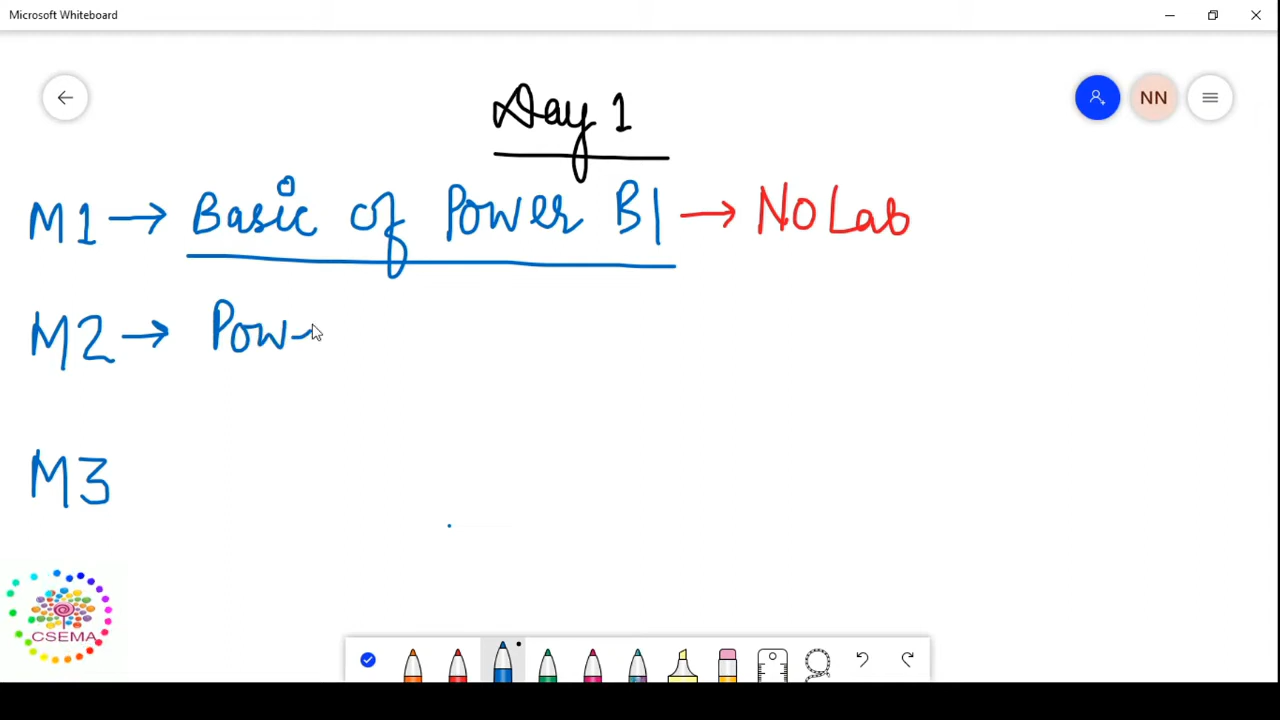 Microsoft Whiteboard
Day 1
NN
M1 → Basic of Power BI → No Lab
M2 → Pow
M3
CSEMA